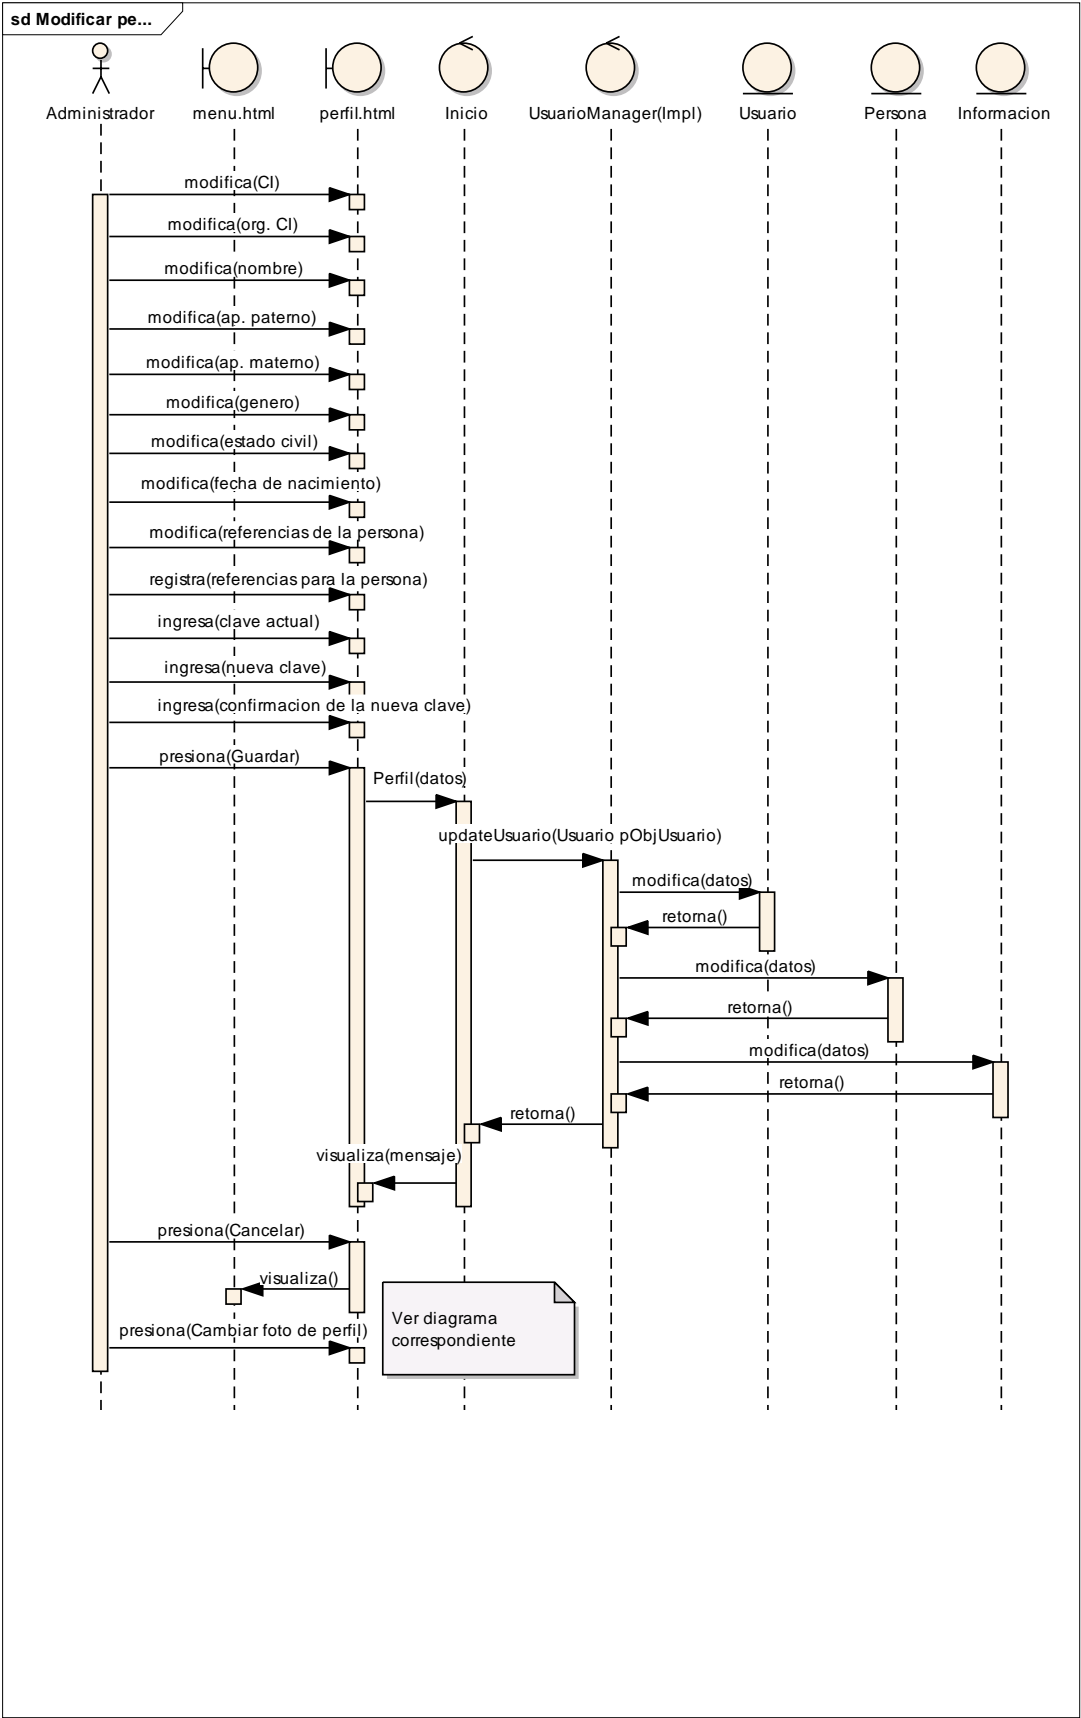 sd Modificar pe...
Administrador
menu.html
perfil.html
Inicio
UsuarioManager(Impl)
Usuario
Persona
Informacion
modifica(CI)
modifica(org. CI)
modifica(nombre)
modifica(ap. paterno)
modifica(ap. materno)
modifica(genero)
modifica(estado civil)
modifica(fecha de nacimiento)
modifica(referencias de la persona)
registra(referencias para la persona)
ingresa(clave actual)
ingresa(nueva clave)
ingresa(confirmacion de la nueva clave)
presiona(Guardar)
Perfil(datos)
updateUsuario(Usuario pObjUsuario)
modifica(datos)
retorna()
modifica(datos)
retorna()
modifica(datos)
retorna()
retorna()
visualiza(mensaje)
presiona(Cancelar)
visualiza()
Ver diagrama
correspondiente
presiona(Cambiar foto de perfil)